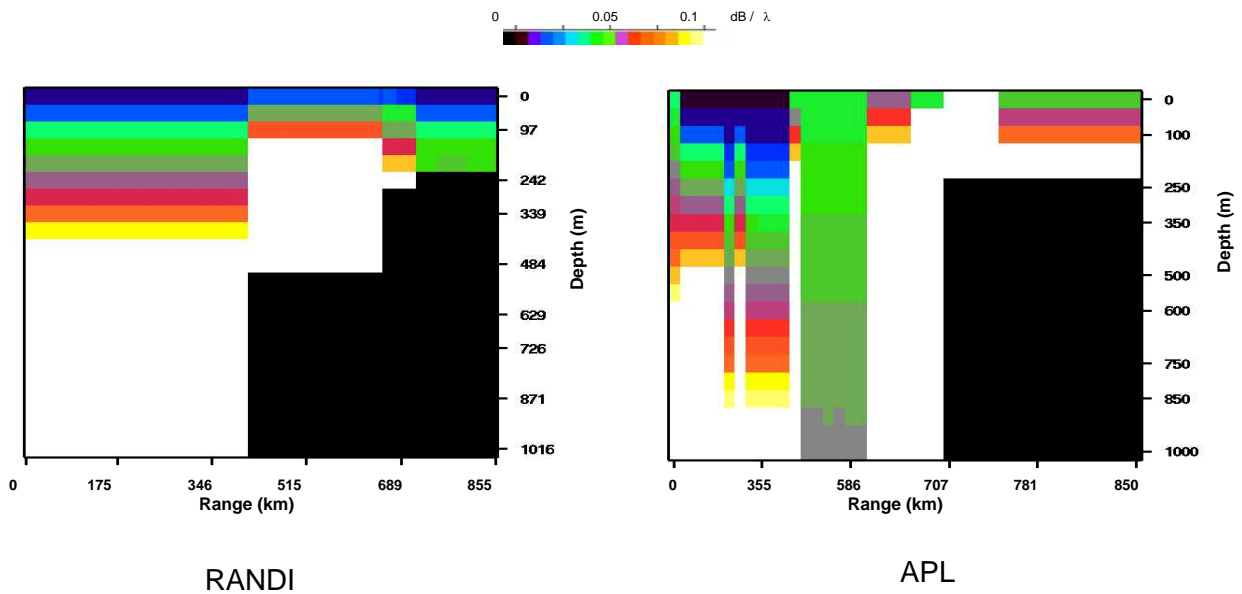 0 0.05 0.1 dB / λ
0
97
242
339
484
629
726
871
1016
Depth (m)
0 175 346 515 689 855
Range (km)
RANDI
0
100
250
350
500
600
750
850
1000
Depth (m)
0 355 586 707 781 850
Range (km)
APL